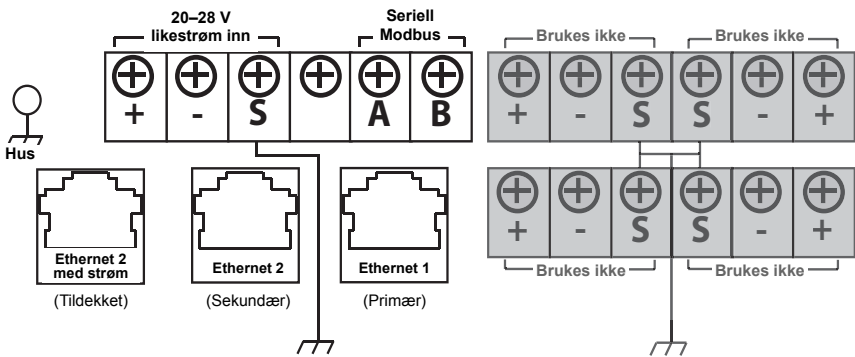 20–28 V
likestrøm inn
Seriell
Modbus
Brukes ikke
Brukes ikke
+ - S A B
+ - S S - +
Hus
+ - S S - +
Ethernet 2
med strøm
Ethernet 2
Ethernet 1
Brukes ikke
Brukes ikke
(Tildekket)
(Sekundær)
(Primær)